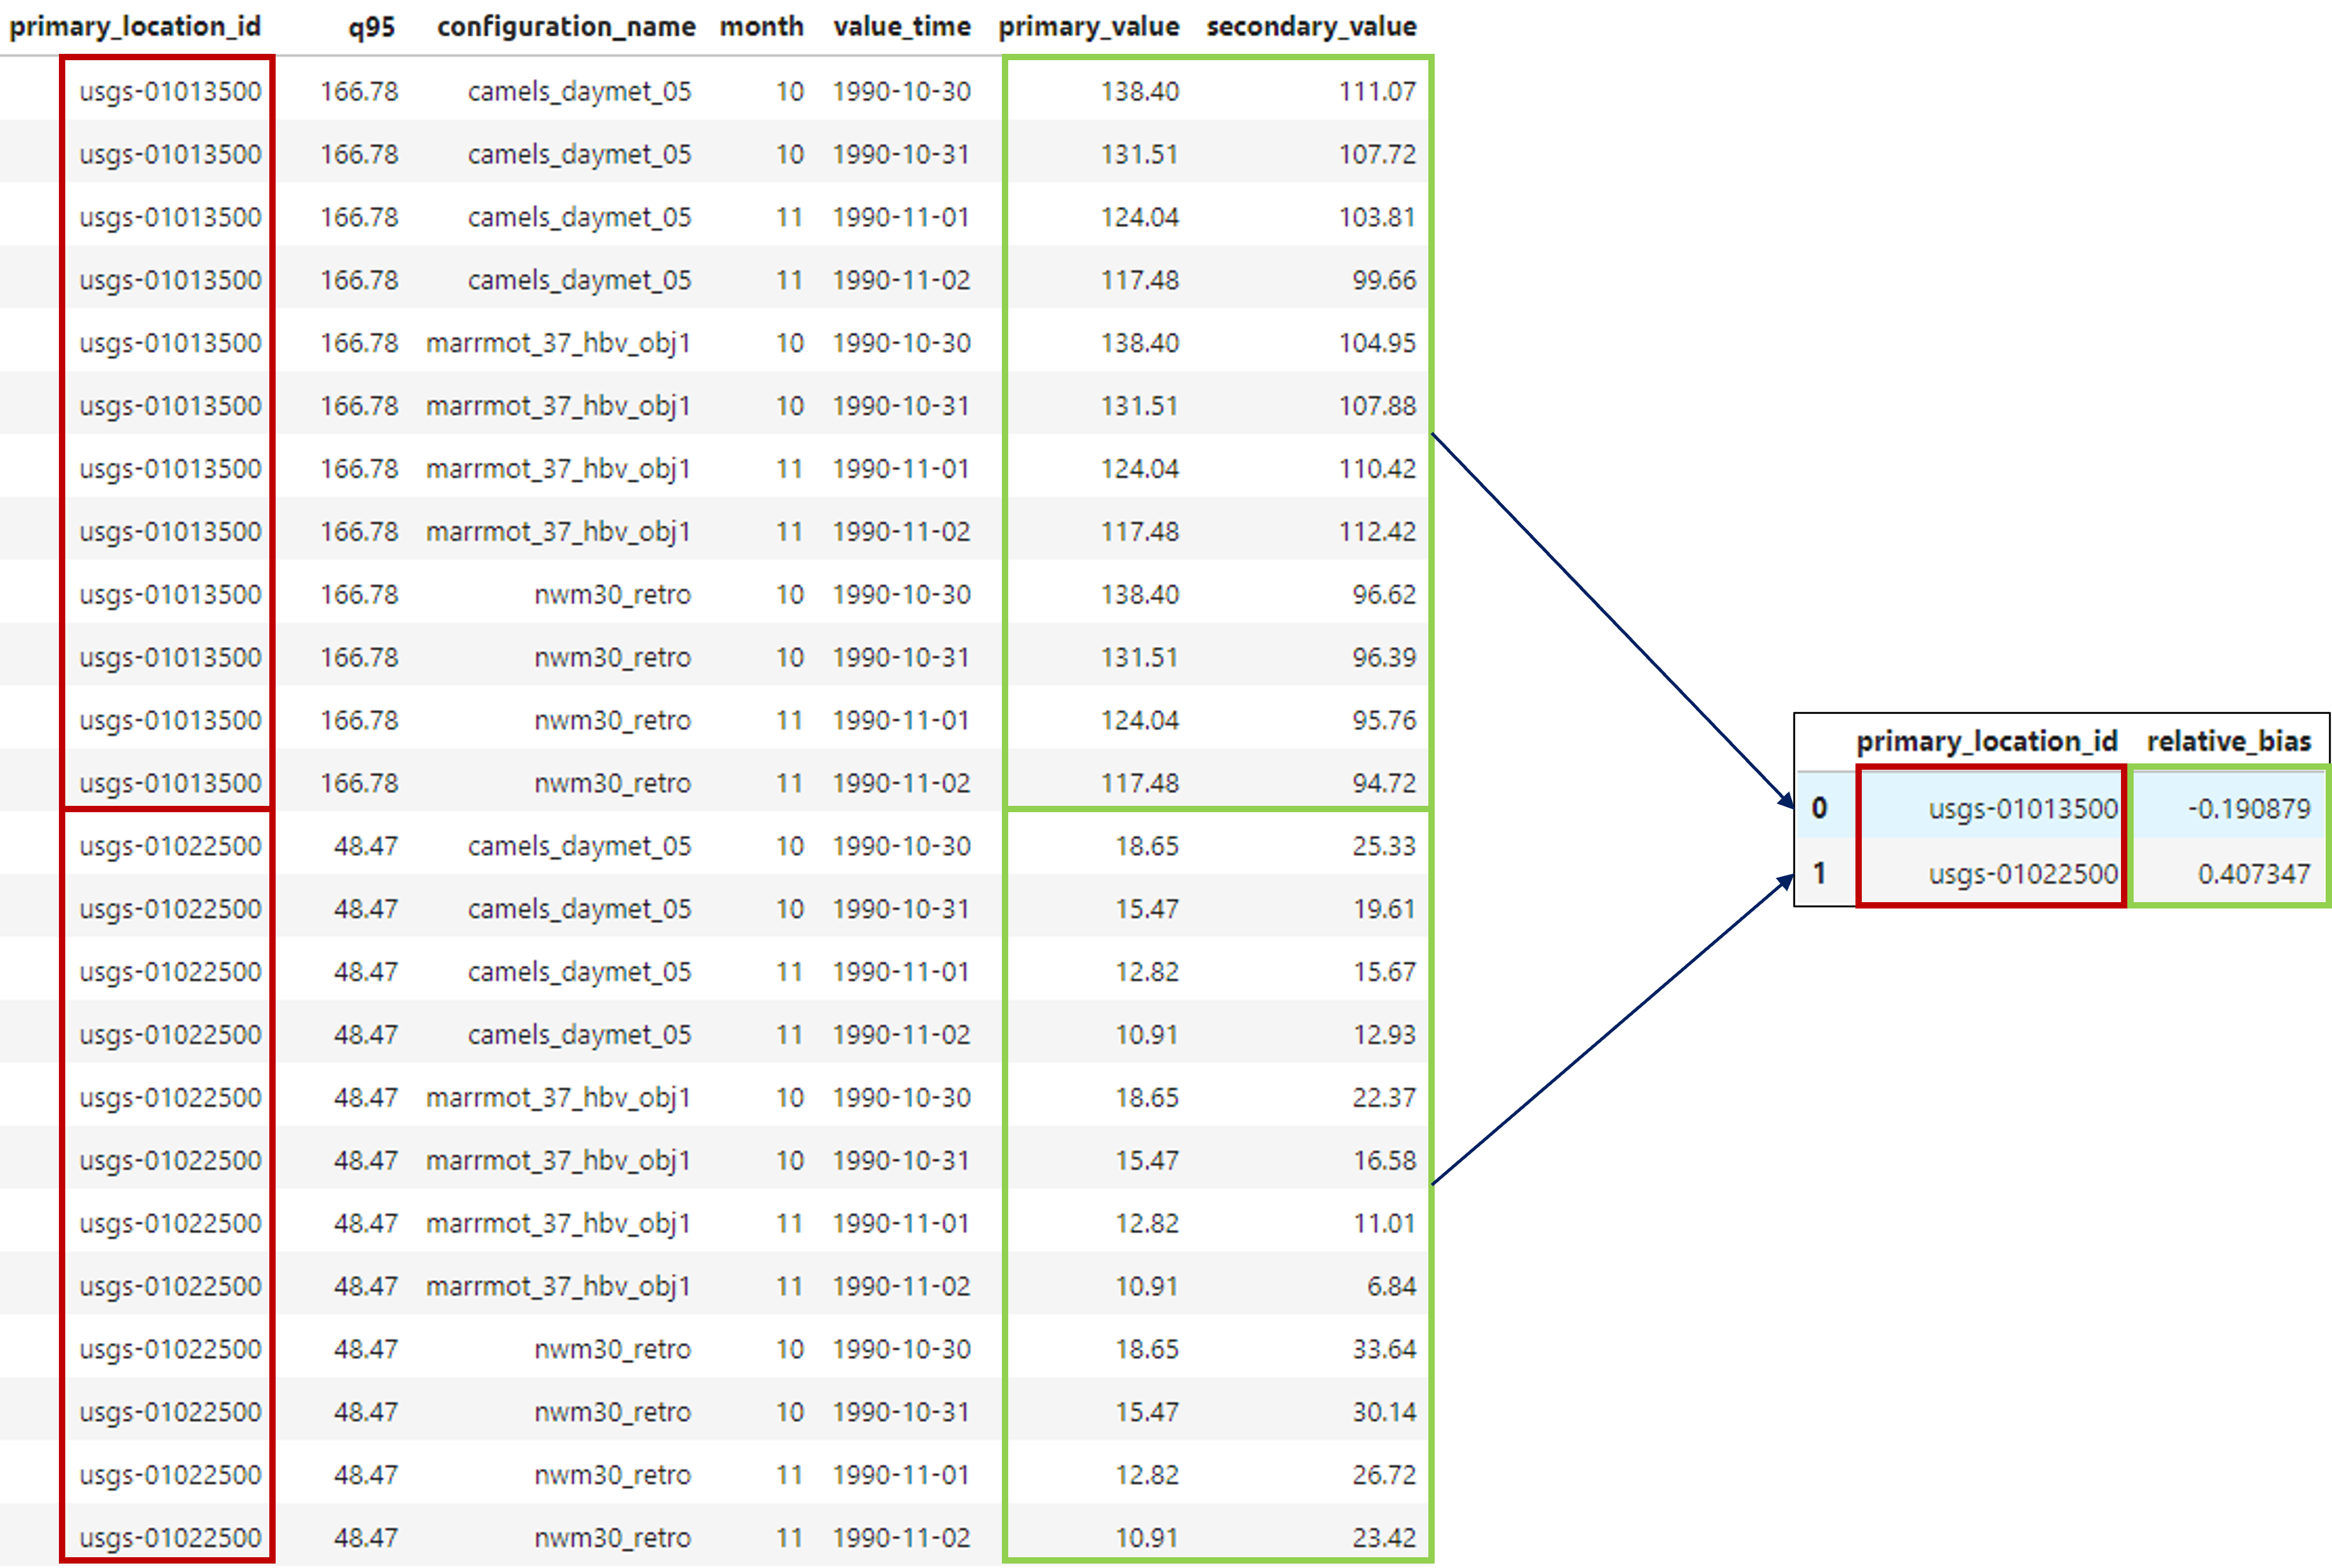 primary_location_id q95 configuration_name month value_time primary_value secondary_value
usgs-01013500 166.78 camels_daymet_05 10 1990-10-30 138.40 111.07
usgs-01013500 166.78 camels_daymet_05 10 1990-10-31 131.51 107.72
usgs-01013500 166.78 camels_daymet_05 11 1990-11-01 124.04 103.81
usgs-01013500 166.78 camels_daymet_05 11 1990-11-02 117.48 99.66
usgs-01013500 166.78 marrmot_37_hbv_obj1 10 1990-10-30 138.40 104.95
usgs-01013500 166.78 marrmot_37_hbv_obj1 10 1990-10-31 131.51 107.88
usgs-01013500 166.78 marrmot_37_hbv_obj1 11 1990-11-01 124.04 110.42
usgs-01013500 166.78 marrmot_37_hbv_obj1 11 1990-11-02 117.48 112.42
usgs-01013500 166.78 nwm30_retro 10 1990-10-30 138.40 96.62
usgs-01013500 166.78 nwm30_retro 10 1990-10-31 131.51 96.39
usgs-01013500 166.78 nwm30_retro 11 1990-11-01 124.04 95.76
usgs-01013500 166.78 nwm30_retro 11 1990-11-02 117.48 94.72
usgs-01022500 48.47 camels_daymet_05 10 1990-10-30 18.65 25.33
usgs-01022500 48.47 camels_daymet_05 10 1990-10-31 15.47 19.61
usgs-01022500 48.47 camels_daymet_05 11 1990-11-01 12.82 15.67
usgs-01022500 48.47 camels_daymet_05 11 1990-11-02 10.91 12.93
usgs-01022500 48.47 marrmot_37_hbv_obj1 10 1990-10-30 18.65 22.37
usgs-01022500 48.47 marrmot_37_hbv_obj1 10 1990-10-31 15.47 16.58
usgs-01022500 48.47 marrmot_37_hbv_obj1 11 1990-11-01 12.82 11.01
usgs-01022500 48.47 marrmot_37_hbv_obj1 11 1990-11-02 10.91 6.84
usgs-01022500 48.47 nwm30_retro 10 1990-10-30 18.65 33.64
usgs-01022500 48.47 nwm30_retro 10 1990-10-31 15.47 30.14
usgs-01022500 48.47 nwm30_retro 11 1990-11-01 12.82 26.72
usgs-01022500 48.47 nwm30_retro 11 1990-11-02 10.91 23.42
primary_location_id relative_bias
0 usgs-01013500 -0.190879
1 usgs-01022500 0.407347